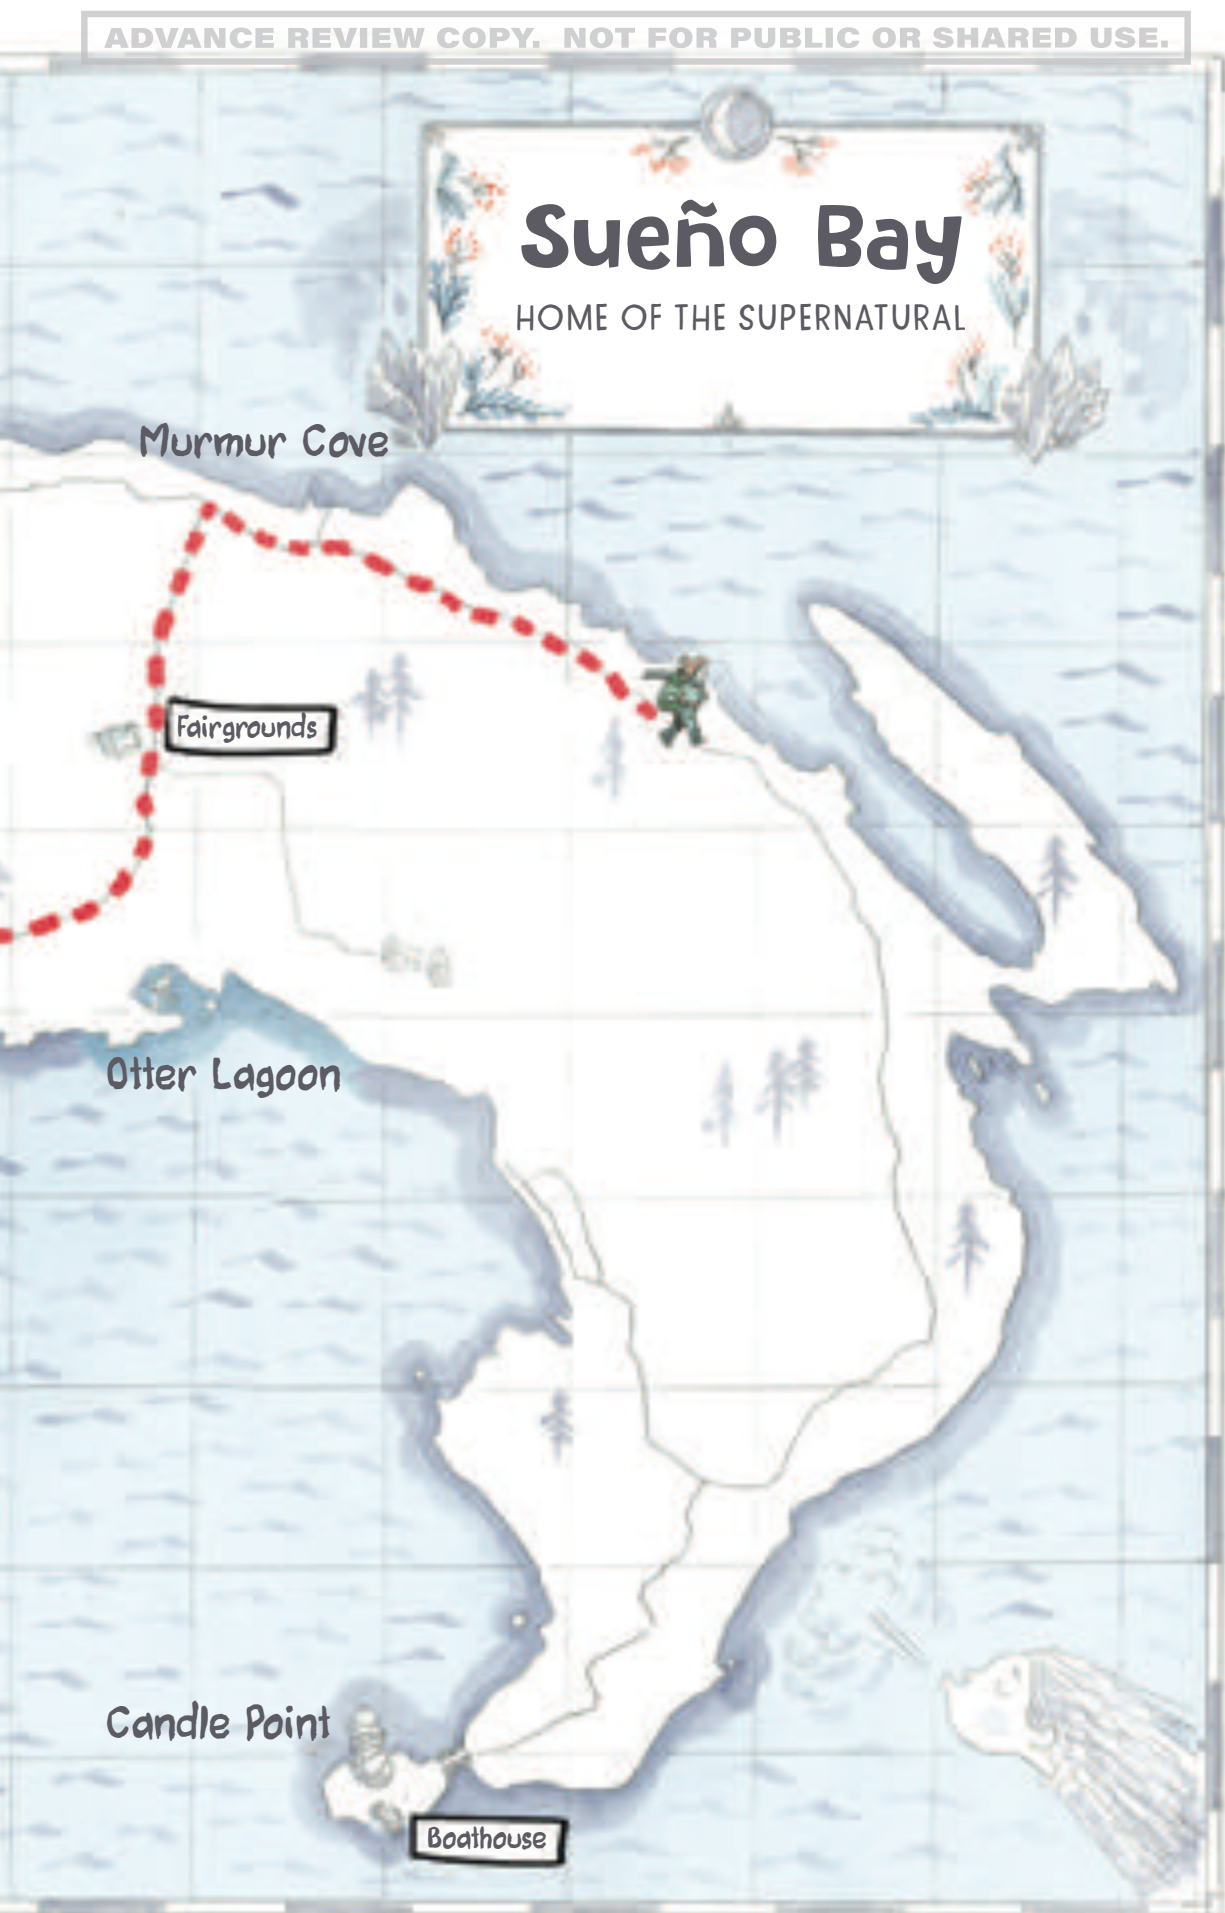 ADVANCE REVIEW COPY. NOT FOR PUBLIC OR SHARED USE.
Sueño Bay
HOME OF THE SUPERNATURAL
Murmur Cove
Fairgrounds
Otter Lagoon
Candle Point
Boathouse